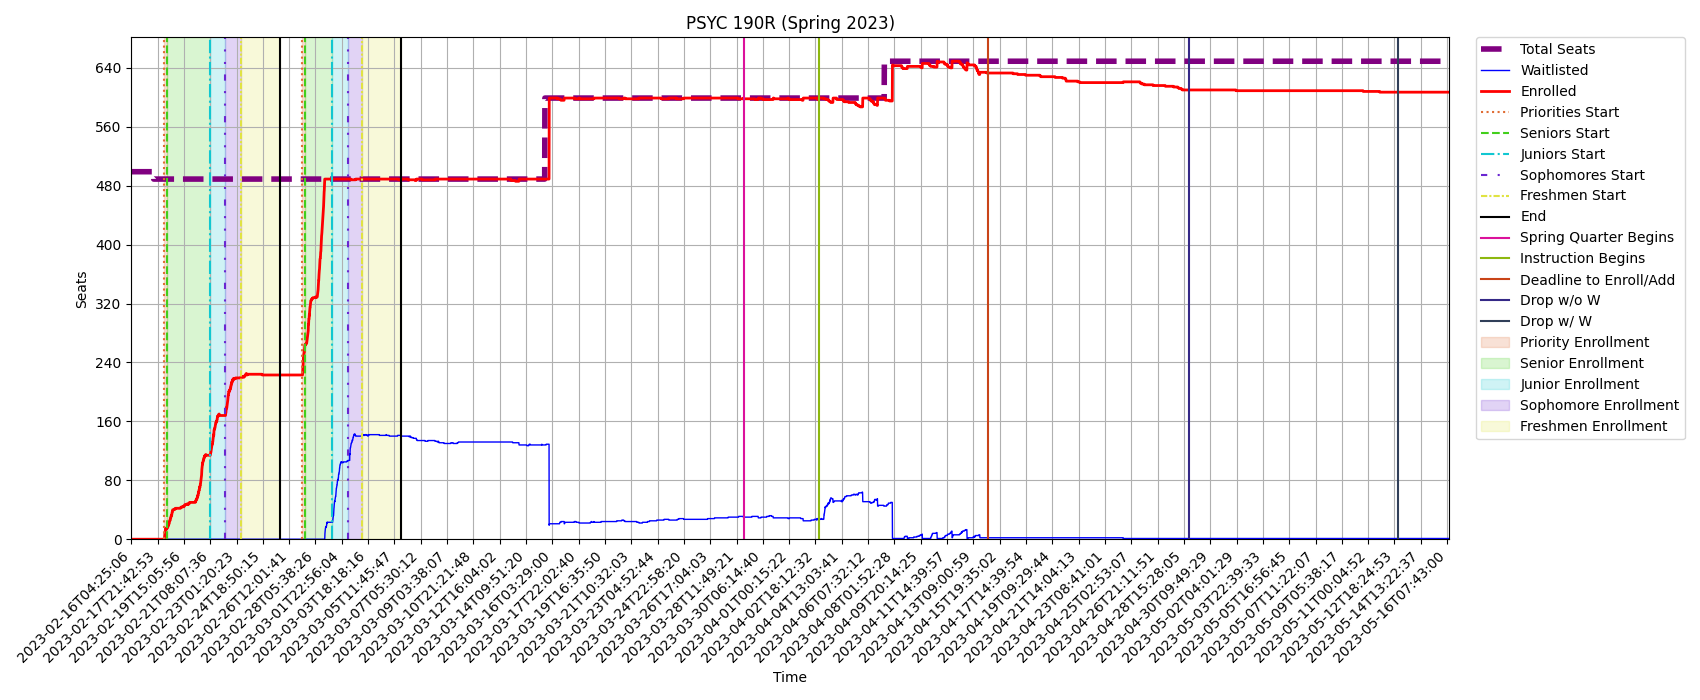 PSYC 190R (Spring 2023)
Seats
640
560
480
400
320
240
160
80
0
2023-02-16T04:25:06
2023-02-17T21:42:53
2023-02-19T15:05:56
2023-02-21T08:07:36
2023-02-23T01:20:23
2023-02-24T18:50:15
2023-02-26T12:01:41
2023-02-28T05:38:26
2023-03-01T22:56:04
2023-03-03T18:18:16
2023-03-05T11:45:47
2023-03-07T05:30:12
2023-03-09T03:38:07
2023-03-10T21:21:48
2023-03-12T16:04:02
2023-03-14T09:51:20
2023-03-16T03:29:00
2023-03-17T22:02:40
2023-03-19T16:35:50
2023-03-21T10:32:03
2023-03-23T04:52:44
2023-03-24T22:58:20
2023-03-26T17:04:03
2023-03-28T11:49:21
2023-03-30T06:14:40
2023-04-01T00:15:22
2023-04-02T18:12:32
2023-04-04T13:03:41
2023-04-06T07:32:12
2023-04-08T01:52:28
2023-04-09T20:14:25
2023-04-11T14:39:57
2023-04-13T09:00:59
2023-04-15T19:35:02
2023-04-17T14:39:54
2023-04-19T09:29:44
2023-04-21T14:04:13
2023-04-23T08:41:01
2023-04-25T02:53:07
2023-04-26T21:11:51
2023-04-28T15:28:05
2023-04-30T09:49:29
2023-05-02T04:01:29
2023-05-03T22:39:33
2023-05-05T16:56:45
2023-05-07T11:22:07
2023-05-09T05:38:17
2023-05-11T00:04:52
2023-05-12T18:24:53
2023-05-14T13:22:37
2023-05-16T07:43:00
Time
Total Seats
Waitlisted
Enrolled
Priorities Start
Seniors Start
Juniors Start
Sophomores Start
Freshmen Start
End
Spring Quarter Begins
Instruction Begins
Deadline to Enroll/Add
Drop w/o W
Drop w/ W
Priority Enrollment
Senior Enrollment
Junior Enrollment
Sophomore Enrollment
Freshmen Enrollment